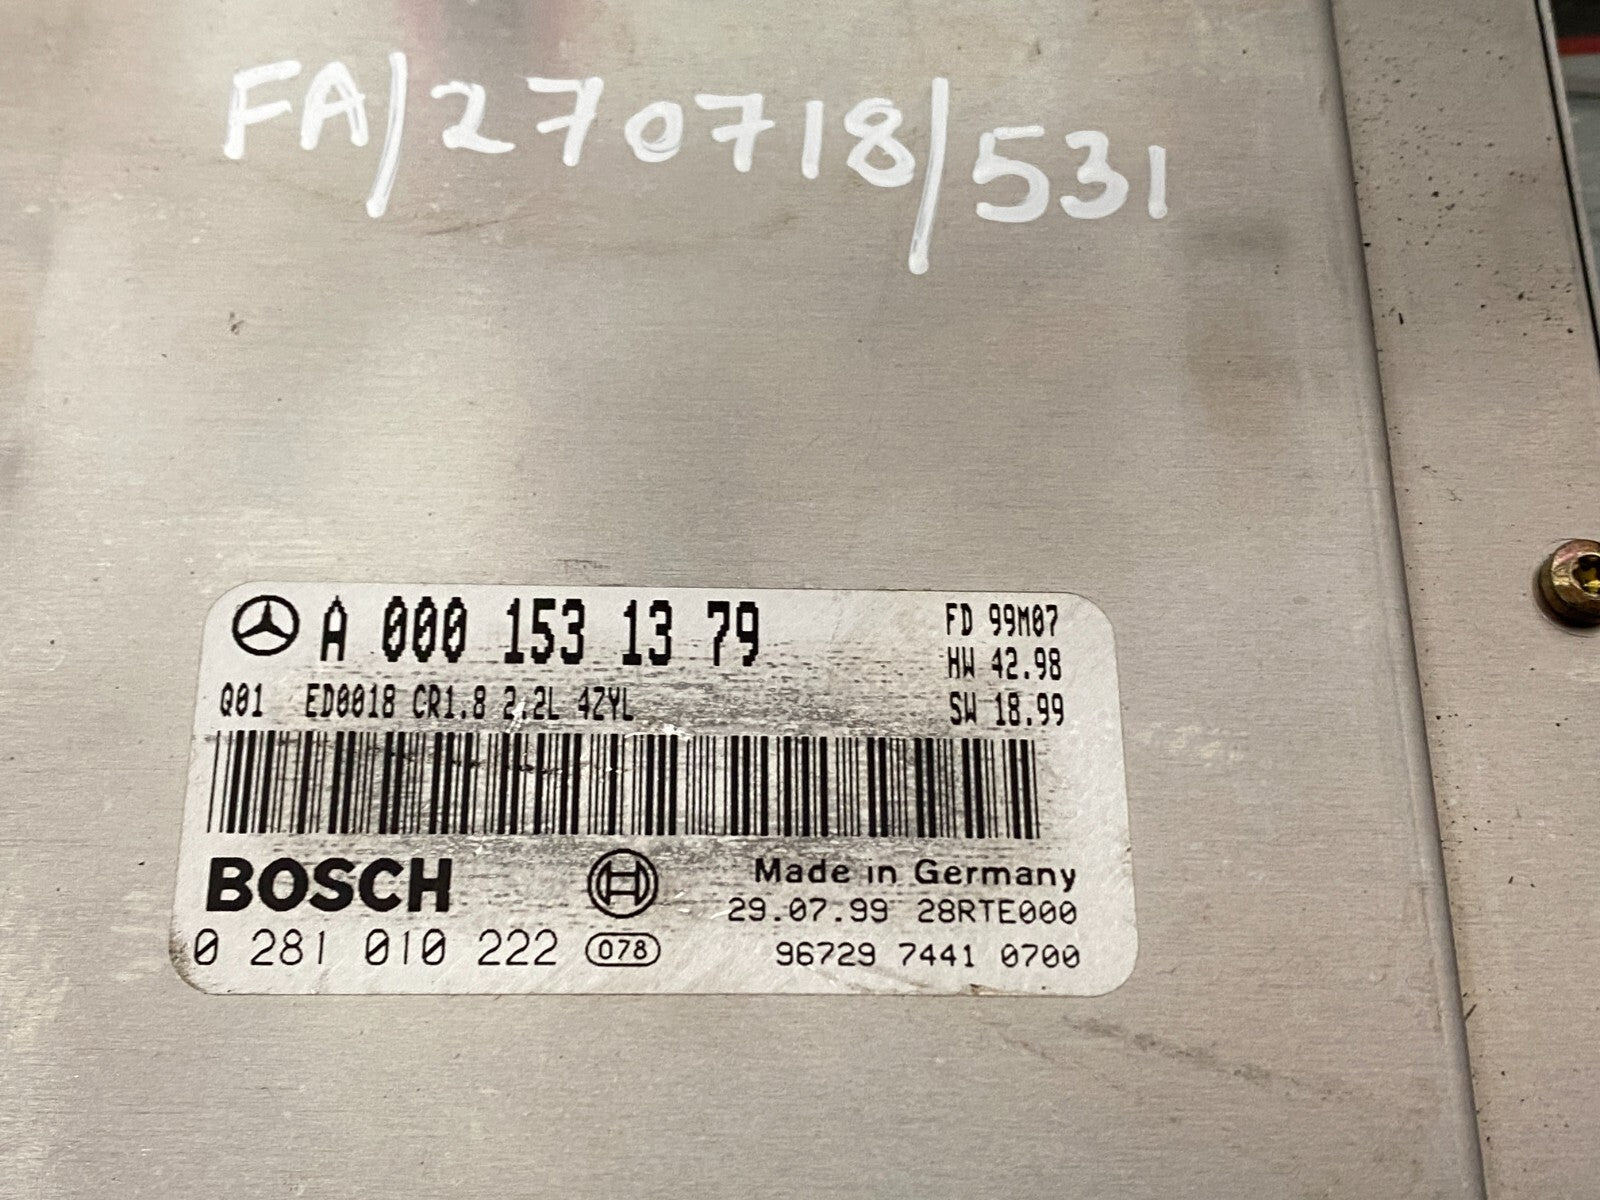 FA/270718/531
A 000 153 13 79
FD 99M07
HW 42.98
Q01 ED0018 CR1.8 2.2L 4ZYL
SW 18.99
BOSCH
Made in Germany
29.07.99 28RTE000
0 281 010 222 078
96729 7441 0700